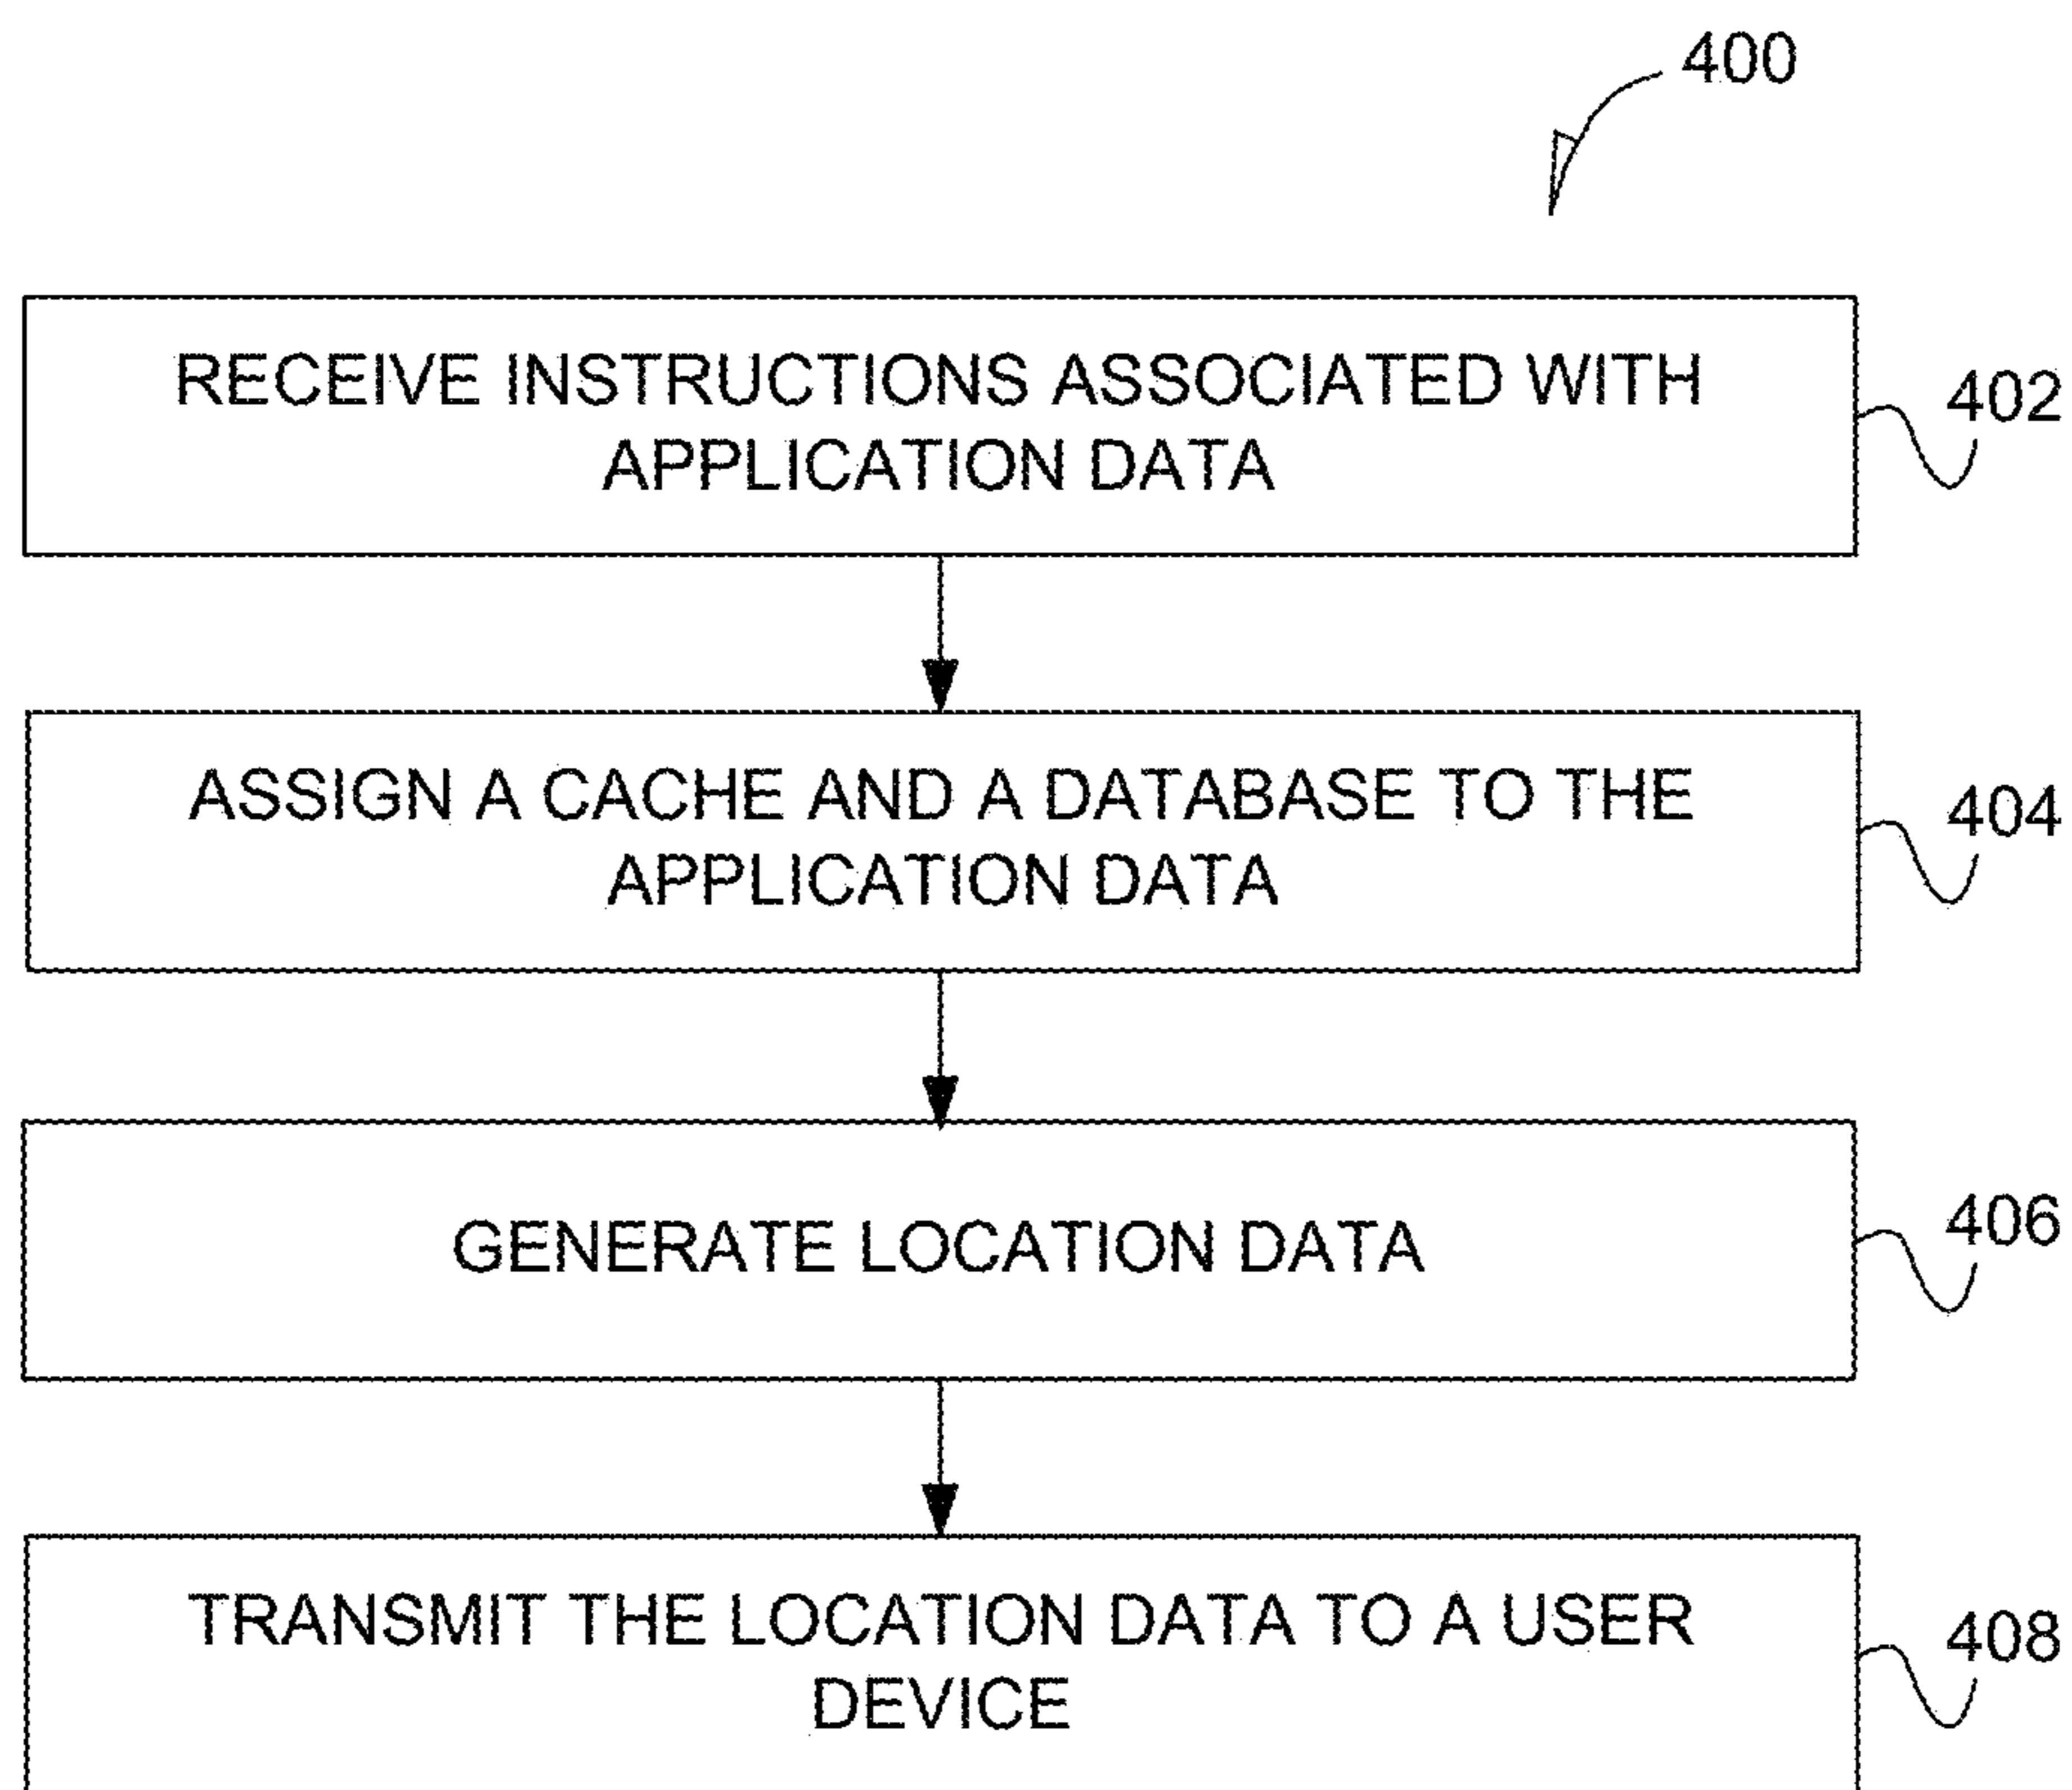 400
RECEIVE INSTRUCTIONS ASSOCIATED WITH
APPLICATION DATA
402
ASSIGN A CACHE AND A DATABASE TO THE
APPLICATION DATA
404
GENERATE LOCATION DATA
406
TRANSMIT THE LOCATION DATA TO A USER
DEVICE
408